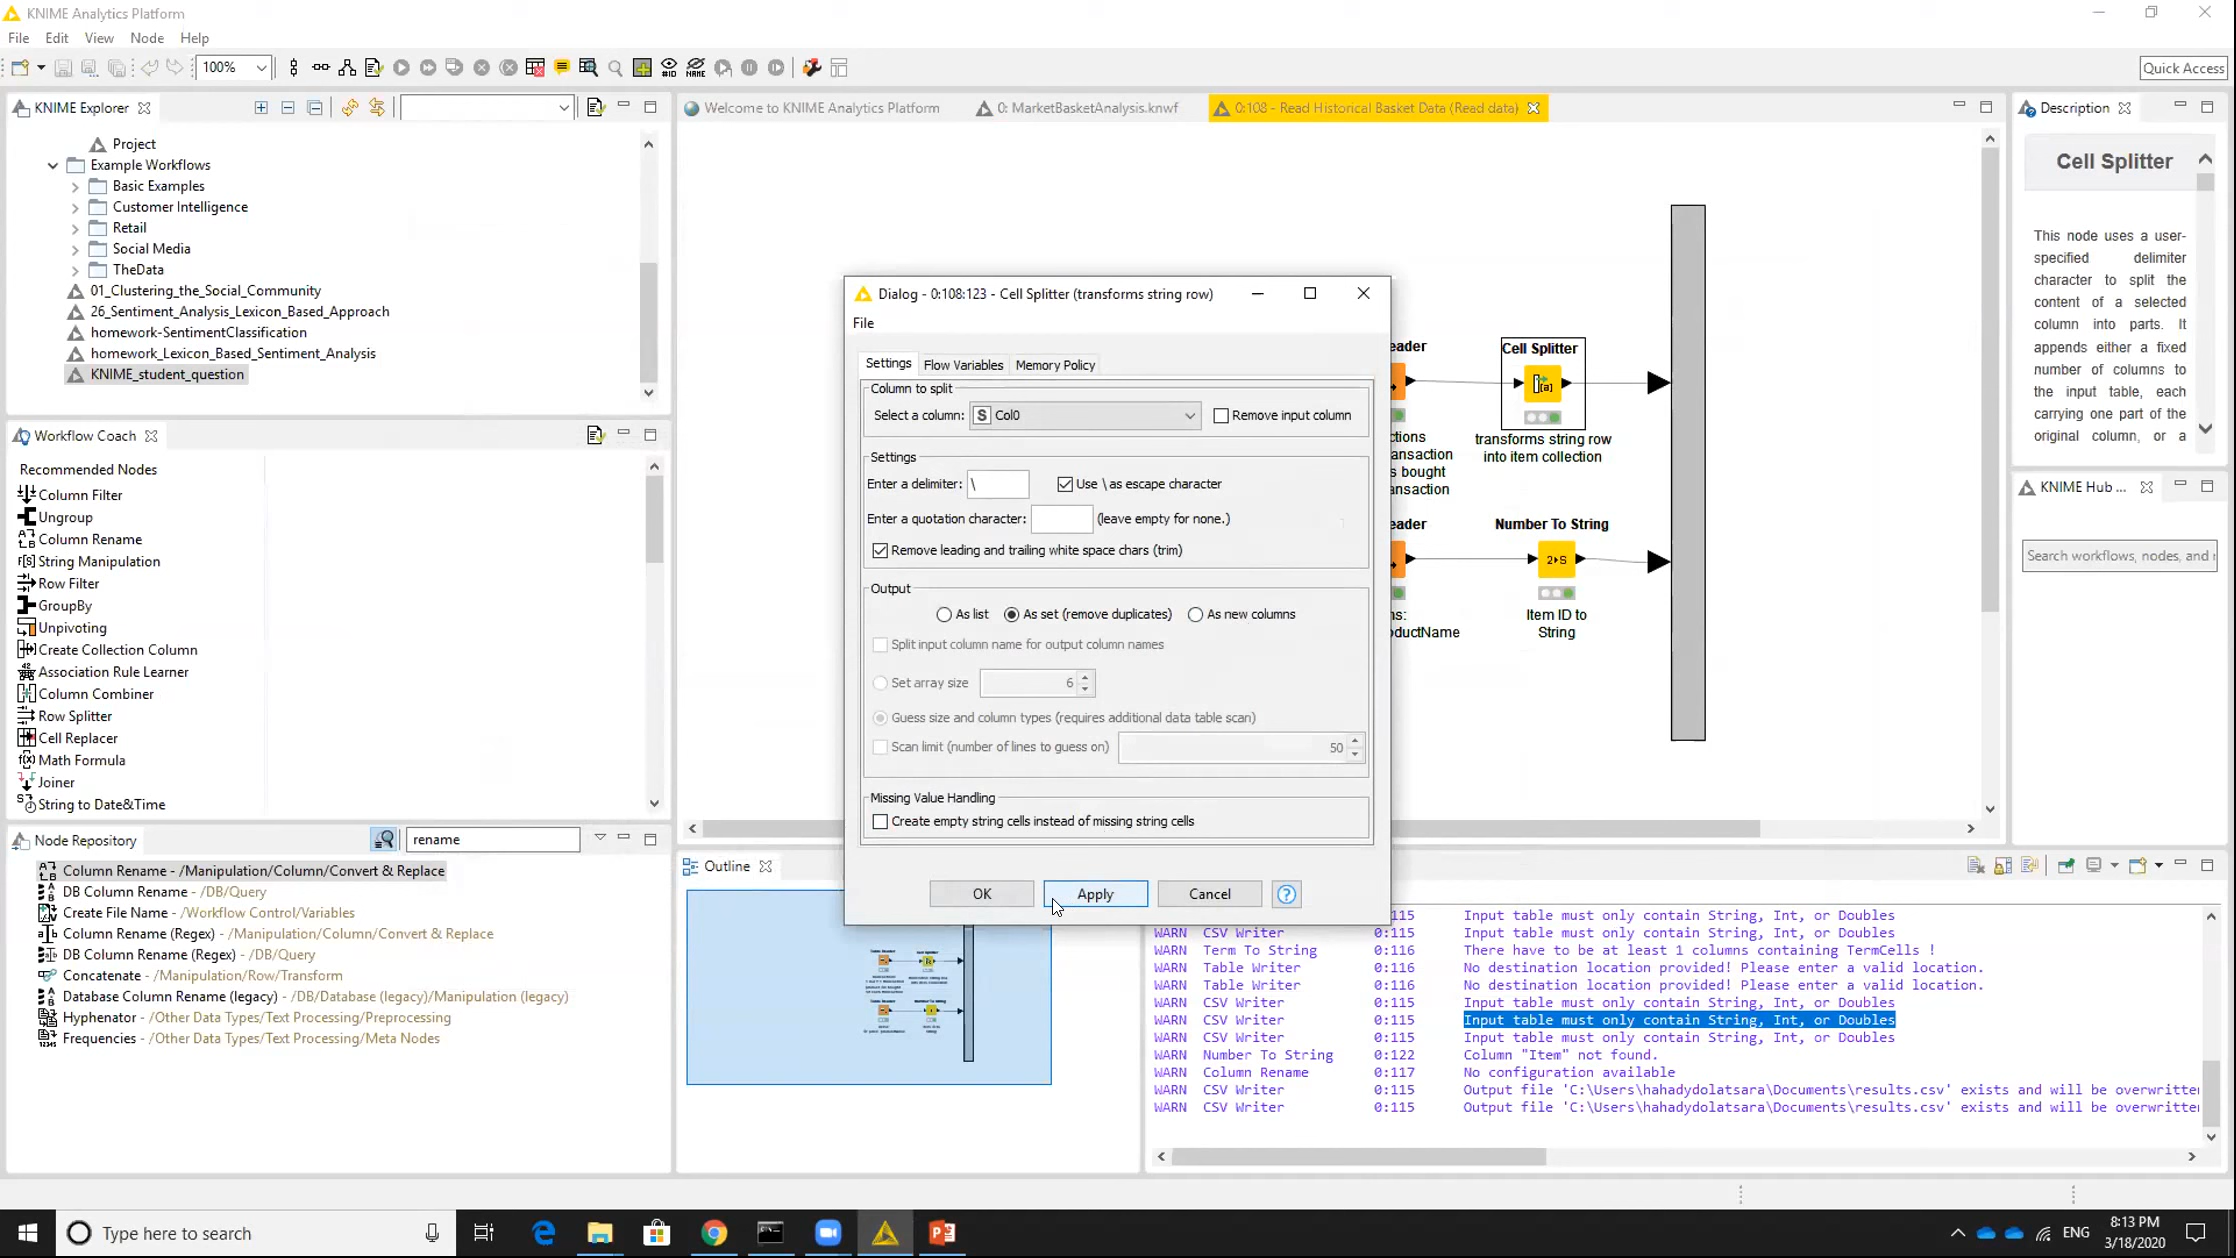 KNIME Analytics Platform
File Edit View Node Help
100%
Quick Access
KNIME Explorer
Project
Example Workflows
Basic Examples
Customer Intelligence
Retail
Social Media
TheData
01_Clustering_the_Social_Community
26_Sentiment_Analysis_Lexicon_Based_Approach
homework-SentimentClassification
homework_Lexicon_Based_Sentiment_Analysis
KNIME_student_question
Workflow Coach
Recommended Nodes
Column Filter
Ungroup
Column Rename
String Manipulation
Row Filter
GroupBy
Unpivoting
Create Collection Column
Association Rule Learner
Column Combiner
Row Splitter
Cell Replacer
Math Formula
Joiner
String to Date&Time
Node Repository
rename
Column Rename - /Manipulation/Column/Convert & Replace
DB Column Rename - /DB/Query
Create File Name - /Workflow Control/Variables
Column Rename (Regex) - /Manipulation/Column/Convert & Replace
DB Column Rename (Regex) - /DB/Query
Concatenate - /Manipulation/Row/Transform
Database Column Rename (legacy) - /DB/Database (legacy)/Manipulation (legacy)
Hyphenator - /Other Data Types/Text Processing/Preprocessing
Frequencies - /Other Data Types/Text Processing/Meta Nodes
Welcome to KNIME Analytics Platform
0: MarketBasketAnalysis.knwf
0:108 - Read Historical Basket Data (Read data)
Dialog - 0:108:123 - Cell Splitter (transforms string row)
File
Settings Flow Variables Memory Policy
Column to split
Select a column: S Col0 Remove input column
Settings
Enter a delimiter: \ Use \ as escape character
Enter a quotation character: (leave empty for none.)
Remove leading and trailing white space chars (trim)
Output
As list As set (remove duplicates) As new columns
Split input column name for output column names
Set array size 6
Guess size and column types (requires additional data table scan)
Scan limit (number of lines to guess on) 50
Missing Value Handling
Create empty string cells instead of missing string cells
OK Apply Cancel ?
eader
ctions
ansaction
s bought
ansaction
Cell Splitter
transforms string row
into item collection
eader
ns:
oductName
Number To String
2▸S
Item ID to
String
Description
Cell Splitter
This node uses a user-
specified delimiter
character to split the
content of a selected
column into parts. It
appends either a fixed
number of columns to
the input table, each
carrying one part of the
original column, or a
KNIME Hub ...
Search workflows, nodes, and
Outline
115 Input table must only contain String, Int, or Doubles
WARN CSV Writer 0:115 Input table must only contain String, Int, or Doubles
WARN Term To String 0:116 There have to be at least 1 columns containing TermCells !
WARN Table Writer 0:116 No destination location provided! Please enter a valid location.
WARN Table Writer 0:116 No destination location provided! Please enter a valid location.
WARN CSV Writer 0:115 Input table must only contain String, Int, or Doubles
WARN CSV Writer 0:115 Input table must only contain String, Int, or Doubles
WARN CSV Writer 0:115 Input table must only contain String, Int, or Doubles
WARN Number To String 0:122 Column "Item" not found.
WARN Column Rename 0:117 No configuration available
WARN CSV Writer 0:115 Output file 'C:\Users\hahadydolatsara\Documents\results.csv' exists and will be overwritte
WARN CSV Writer 0:115 Output file 'C:\Users\hahadydolatsara\Documents\results.csv' exists and will be overwritte
Type here to search
ENG
8:13 PM
3/18/2020